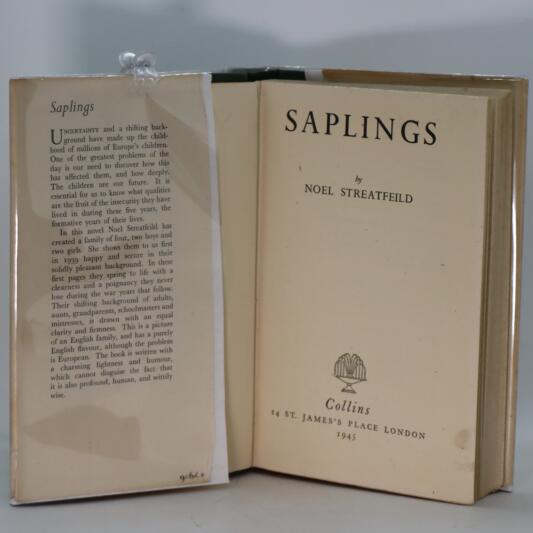 Saplings
UNCERTAINTY and a shifting back-
ground have made up the child-
hood of millions of Europe's children.
One of the greatest problems of the
day is our need to discover how this
has affected them, and how deeply.
The children are our future. It is
essential for us to know what qualities
are the fruit of the insecurity they have
lived in during these five years, the
formative years of their lives.
In this novel Noel Streatfeild has
created a family of four, two boys and
two girls. She shows them to us first
in 1939 happy and secure in their
solidly pleasant background. In these
first pages they spring to life with a
clearness and a poignancy they never
lose during the war years that follow.
Their shifting background of adults,
aunts, grandparents, schoolmasters and
mistresses, is drawn with an equal
clarity and firmness. This is a picture
of an English family, and has a purely
English flavour, although the problem
is European. The book is written with
a charming lightness and humour,
which cannot disguise the fact that
it is also profound, human, and wittily
wise.
SAPLINGS
by
NOEL STREATFEILD
Collins
14 ST. JAMES'S PLACE LONDON
1945